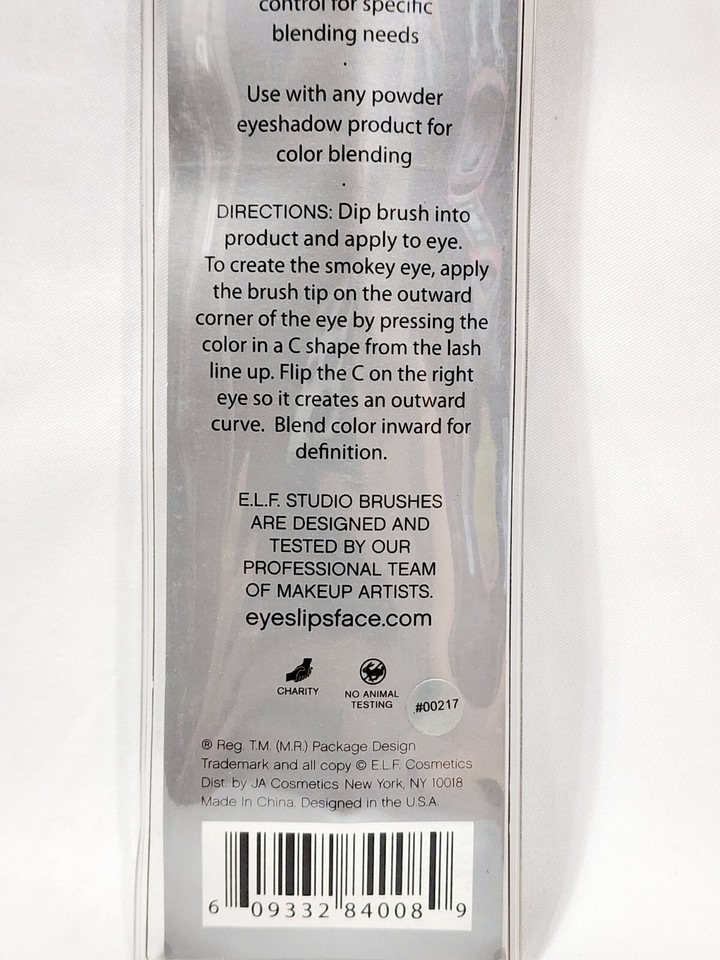 control for specific
blending needs
.
Use with any powder
eyeshadow product for
color blending
.
DIRECTIONS: Dip brush into
product and apply to eye.
To create the smokey eye, apply
the brush tip on the outward
corner of the eye by pressing the
color in a C shape from the lash
line up. Flip the C on the right
eye so it creates an outward
curve. Blend color inward for
definition.
E.L.F. STUDIO BRUSHES
ARE DESIGNED AND
TESTED BY OUR
PROFESSIONAL TEAM
OF MAKEUP ARTISTS.
eyeslipsface.com
CHARITY
NO ANIMAL
TESTING
#00217
® Reg. T.M. (M.R.) Package Design
Trademark and all copy © E.L.F. Cosmetics
Dist. by JA Cosmetics New York, NY 10018
Made In China. Designed in the U.S.A.
6 09332 84008 9